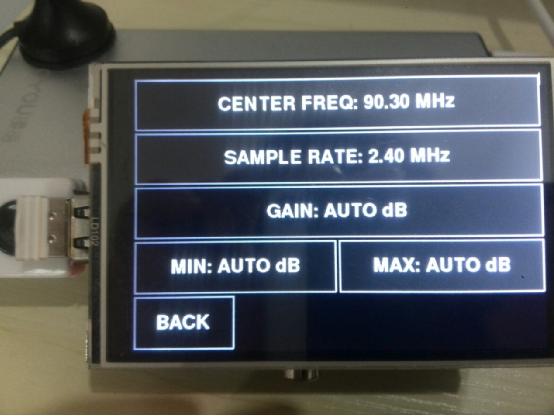 CENTER FREQ: 90.30 MHz
SAMPLE RATE: 2.40 MHz
GAIN: AUTO dB
MIN: AUTO dB
MAX: AUTO dB
BACK